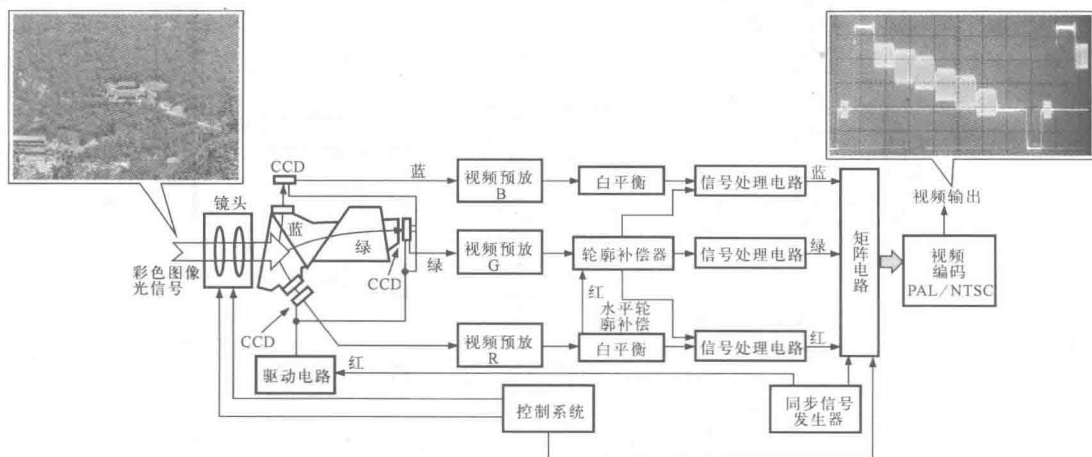 镜头
彩色图像
光信号
CCD
蓝
绿
CCD
CCD
驱动电路
蓝
视频预放
B
白平衡
信号处理电路
蓝
绿
视频预放
G
轮廓补偿器
信号处理电路
绿
红
水平轮
廓补偿
视频预放
R
白平衡
信号处理电路
红
红
控制系统
同步信号
发生器
矩阵电路
视频输出
视频
编码
PAL/NTSC